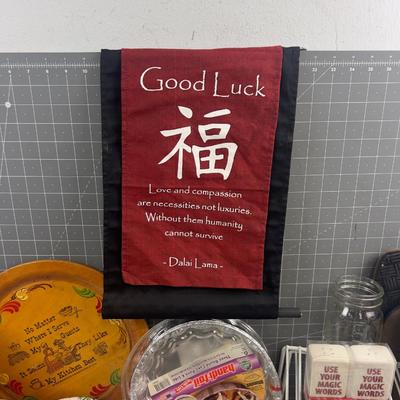 Good Luck
福
Love and compassion
are necessities not luxuries.
Without them humanity
cannot survive
- Dalai Lama -
No Matter
Where I Serve
My Guests
It Seems They Like
My Kitchen Best
handi-foil
USE
YOUR
MAGIC
WORDS
USE
YOUR
MAGIC
WORDS